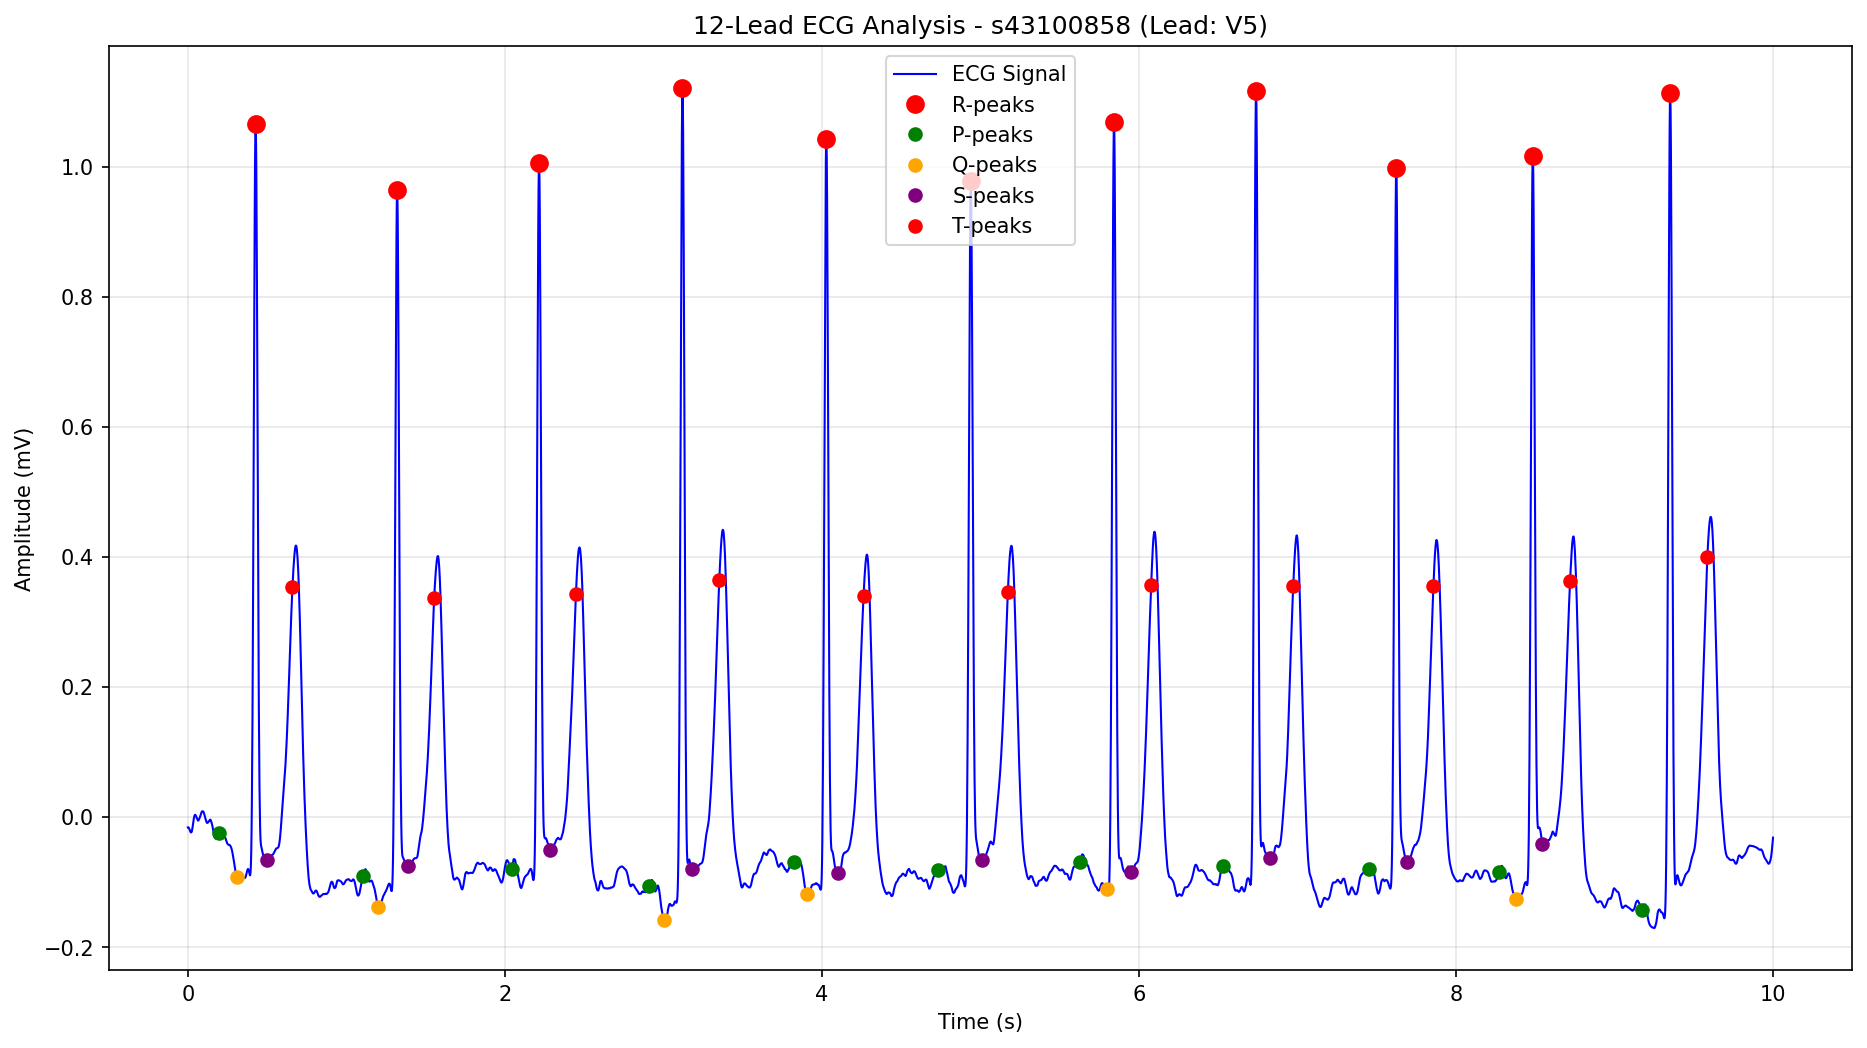 12-Lead ECG Analysis - s43100858 (Lead: V5)
ECG Signal
R-peaks
P-peaks
Q-peaks
S-peaks
T-peaks
Amplitude (mV)
1.0
0.8
0.6
0.4
0.2
0.0
−0.2
0 2 4 6 8 10
Time (s)